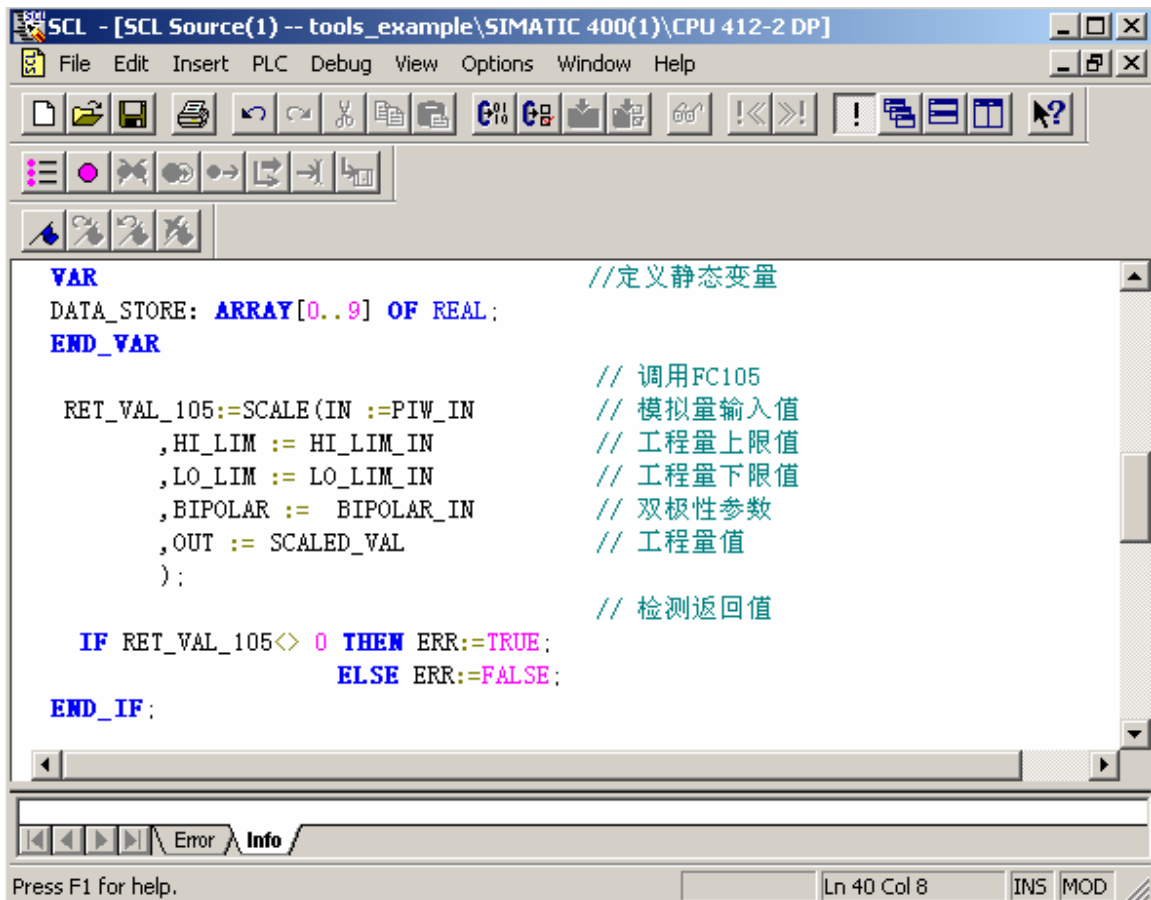 SCL - [SCL Source(1) -- tools_example\SIMATIC 400(1)\CPU 412-2 DP]
File Edit Insert PLC Debug View Options Window Help
VAR //定义静态变量
DATA_STORE: ARRAY[0..9] OF REAL;
END_VAR
// 调用FC105
RET_VAL_105:=SCALE(IN :=PIW_IN // 模拟量输入值
,HI_LIM := HI_LIM_IN // 工程量上限值
,LO_LIM := LO_LIM_IN // 工程量下限值
,BIPOLAR := BIPOLAR_IN // 双极性参数
,OUT := SCALED_VAL // 工程量值
);
// 检测返回值
IF RET_VAL_105<> 0 THEN ERR:=TRUE;
ELSE ERR:=FALSE;
END_IF;
Error Info
Press F1 for help. Ln 40 Col 8 INS MOD